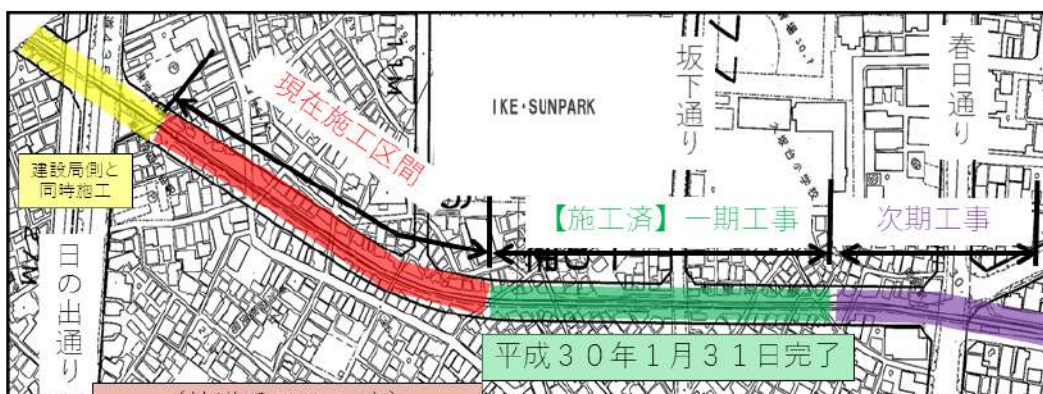 現在施工区間
IKE・SUNPARK
坂下通り
春日通り
建設局側と
同時施工
【施工済】一期工事
次期工事
日の出通り
平成30年1月31日完了